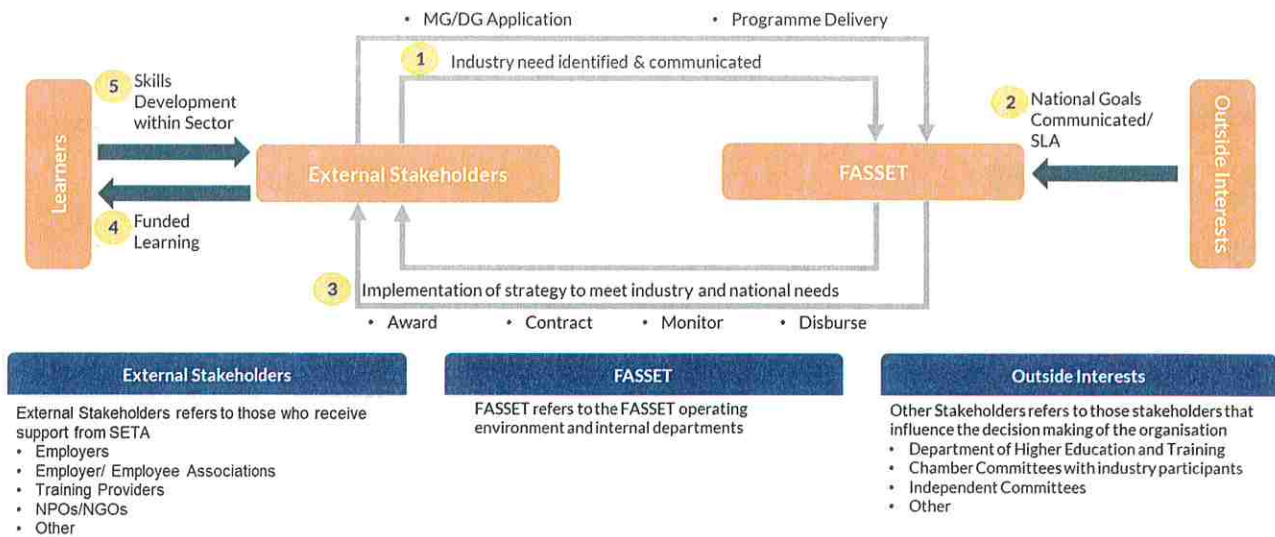 • MG/DG Application
• Programme Delivery
1 Industry need identified & communicated
5 Skills
Development
within Sector
2 National Goals
Communicated/
SLA
Learners
External Stakeholders
FASSET
Outside Interests
4 Funded
Learning
3 Implementation of strategy to meet industry and national needs
• Award
• Contract
• Monitor
• Disburse
External Stakeholders
External Stakeholders refers to those who receive
support from SETA
• Employers
• Employer/ Employee Associations
• Training Providers
• NPOs/NGOs
• Other
FASSET
FASSET refers to the FASSET operating
environment and internal departments
Outside Interests
Other Stakeholders refers to those stakeholders that
influence the decision making of the organisation
• Department of Higher Education and Training
• Chamber Committees with industry participants
• Independent Committees
• Other